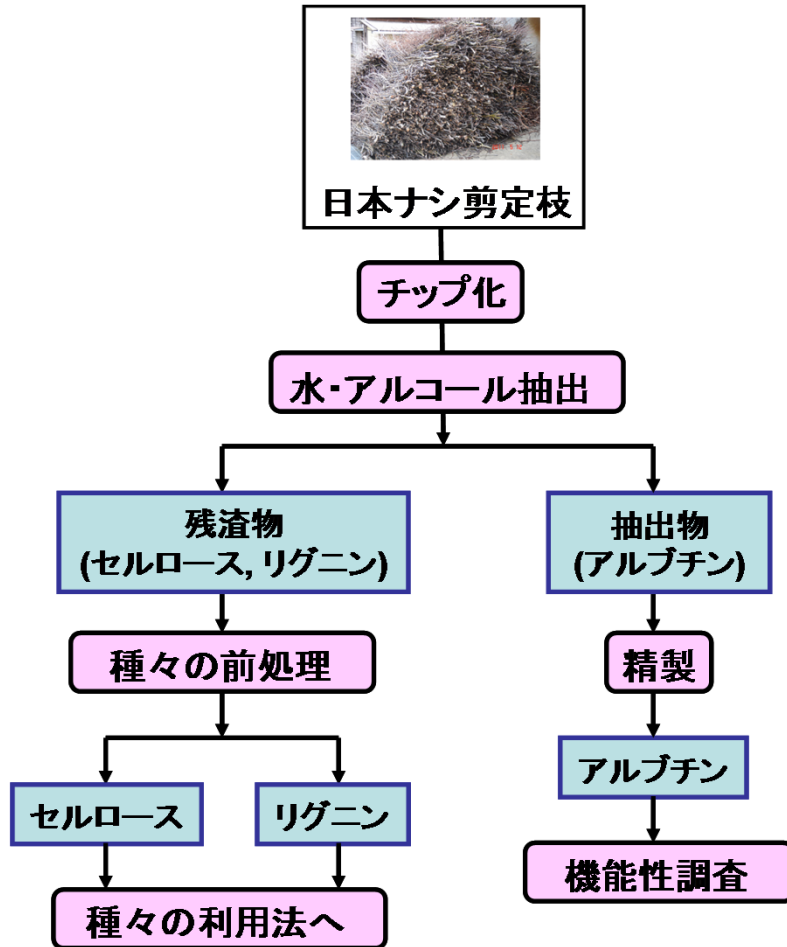 日本ナシ剪定枝
チップ化
水・アルコール抽出
残渣物
(セルロース, リグニン)
抽出物
(アルブチン)
種々の前処理
精製
セルロース
リグニン
アルブチン
種々の利用法へ
機能性調査